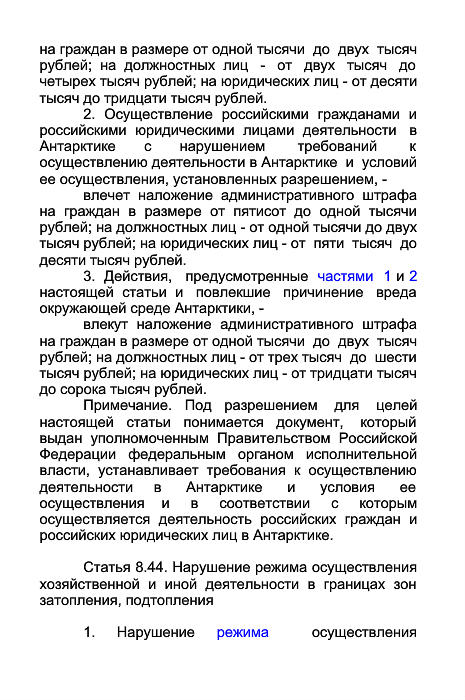 на граждан в размере от одной тысячи до двух тысяч
рублей; на должностных лиц - от двух тысяч до
четырех тысяч рублей; на юридических лиц - от десяти
тысяч до тридцати тысяч рублей.
2. Осуществление российскими гражданами и
российскими юридическими лицами деятельности в
Антарктике с нарушением требований к
осуществлению деятельности в Антарктике и условий
ее осуществления, установленных разрешением, -
влечет наложение административного штрафа
на граждан в размере от пятисот до одной тысячи
рублей; на должностных лиц - от одной тысячи до двух
тысяч рублей; на юридических лиц - от пяти тысяч до
десяти тысяч рублей.
3. Действия, предусмотренные частями 1 и 2
настоящей статьи и повлекшие причинение вреда
окружающей среде Антарктики, -
влекут наложение административного штрафа
на граждан в размере от одной тысячи до двух тысяч
рублей; на должностных лиц - от трех тысяч до шести
тысяч рублей; на юридических лиц - от тридцати тысяч
до сорока тысяч рублей.
Примечание. Под разрешением для целей
настоящей статьи понимается документ, который
выдан уполномоченным Правительством Российской
Федерации федеральным органом исполнительной
власти, устанавливает требования к осуществлению
деятельности в Антарктике и условия ее
осуществления и в соответствии с которым
осуществляется деятельность российских граждан и
российских юридических лиц в Антарктике.
Статья 8.44. Нарушение режима осуществления
хозяйственной и иной деятельности в границах зон
затопления, подтопления
1. Нарушение режима осуществления